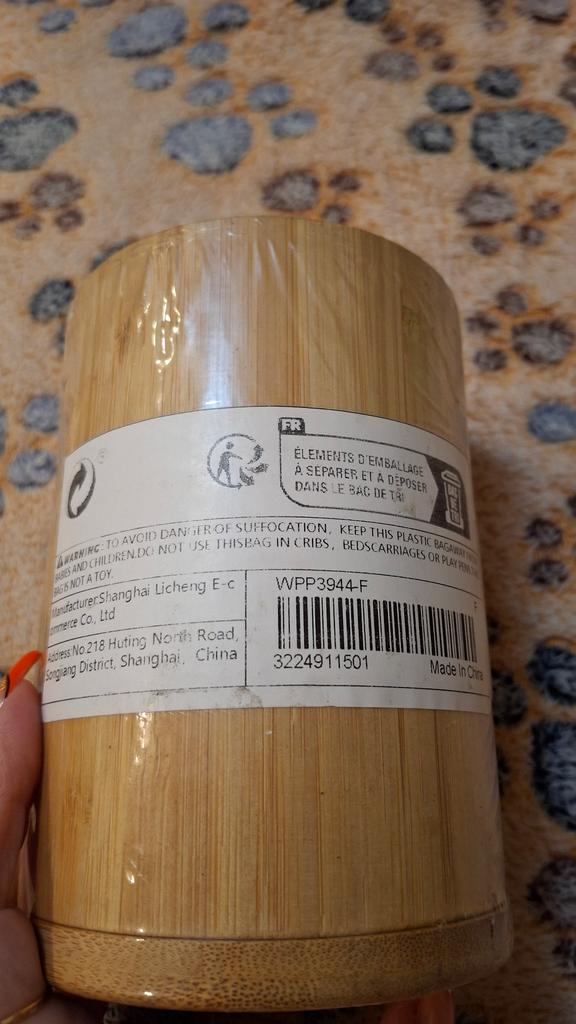 FR
ÉLEMENTS D'EMBALLAGE
À SÉPARER ET À DÉPOSER
DANS LE BAC DE TRI
WARNING: TO AVOID DANGER OF SUFFOCATION, KEEP THIS PLASTIC BAGAWAY
BABIES AND CHILDREN.DO NOT USE THISBAG IN CRIBS, BEDSCARRIAGES OR PLAY PENS.
BAG IS NOT A TOY.
Manufacturer:Shanghai Licheng E-c
ommerce Co., Ltd
Address:No.218 Huting North Road,
Songjiang District, Shanghai, China
WPP3944-F
F
3224911501
Made In China